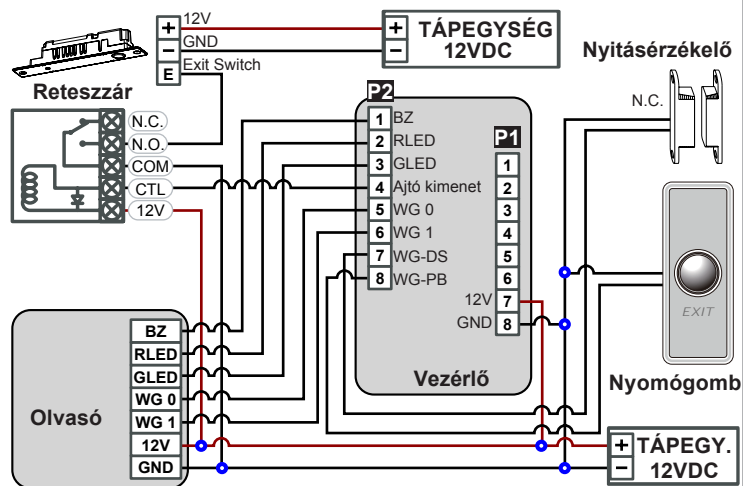 + 12V
− GND
E Exit Switch
+ TÁPEGYSÉG
− 12VDC
Reteszzár
N.C.
N.O.
COM
CTL
12V
P2
1 BZ
2 RLED
3 GLED
4 Ajtó kimenet
5 WG 0
6 WG 1
7 WG-DS
8 WG-PB
P1
1
2
3
4
5
6
12V 7
GND 8
Vezérlő
Nyitásérzékelő
N.C.
EXIT
Nyomógomb
Olvasó
BZ
RLED
GLED
WG 0
WG 1
12V
GND
+ TÁPEGY.
− 12VDC